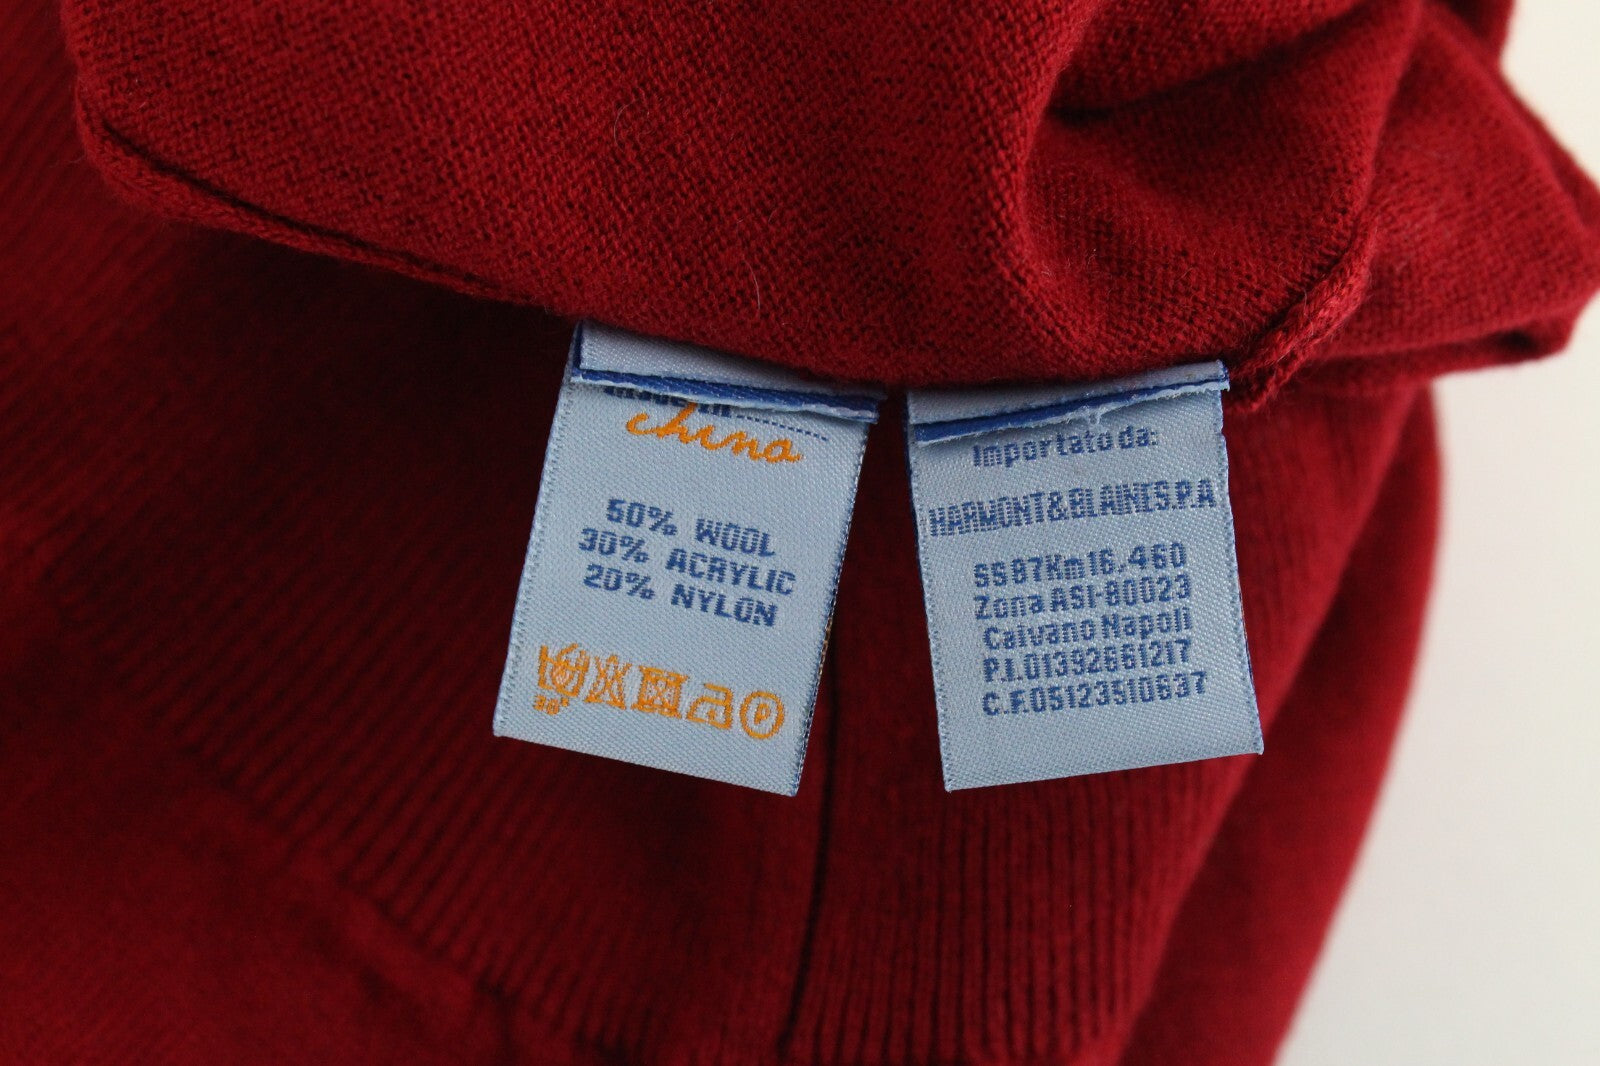 china
50% WOOL
30% ACRYLIC
20% NYLON
30°
P
Importato da:
HARMONT&BLAINE S.P.A
SS87Km16,460
Zona ASI-80023
Caivano Napoli
P.I.01392661217
C.F.05123510637